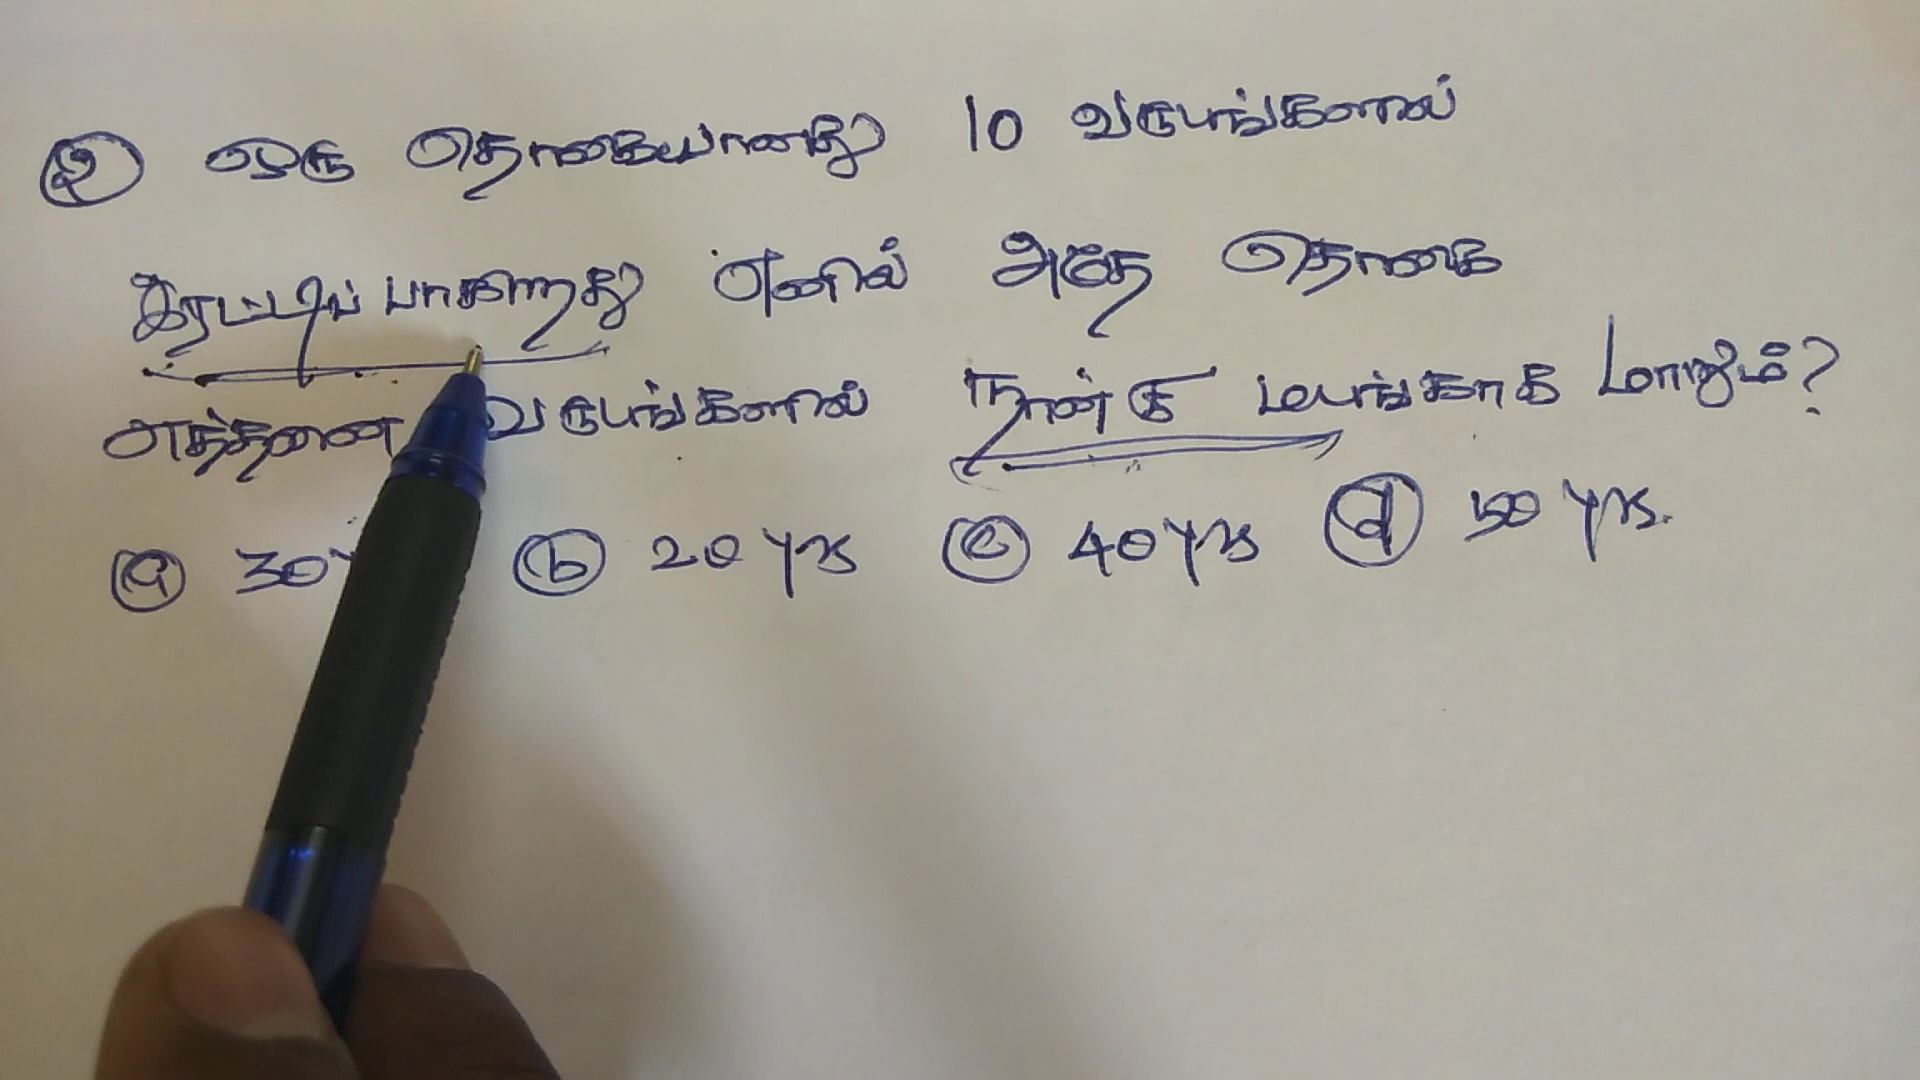 2) ஒரு தொகையானது 10 வருடங்களில்
இரட்டிப்பாகிறது எனில் அதே தொகை
எத்தனை வருடங்களில் நான்கு மடங்காக மாறும்?
a) 30y b) 20 yrs c) 40 yrs d) 50 yrs.